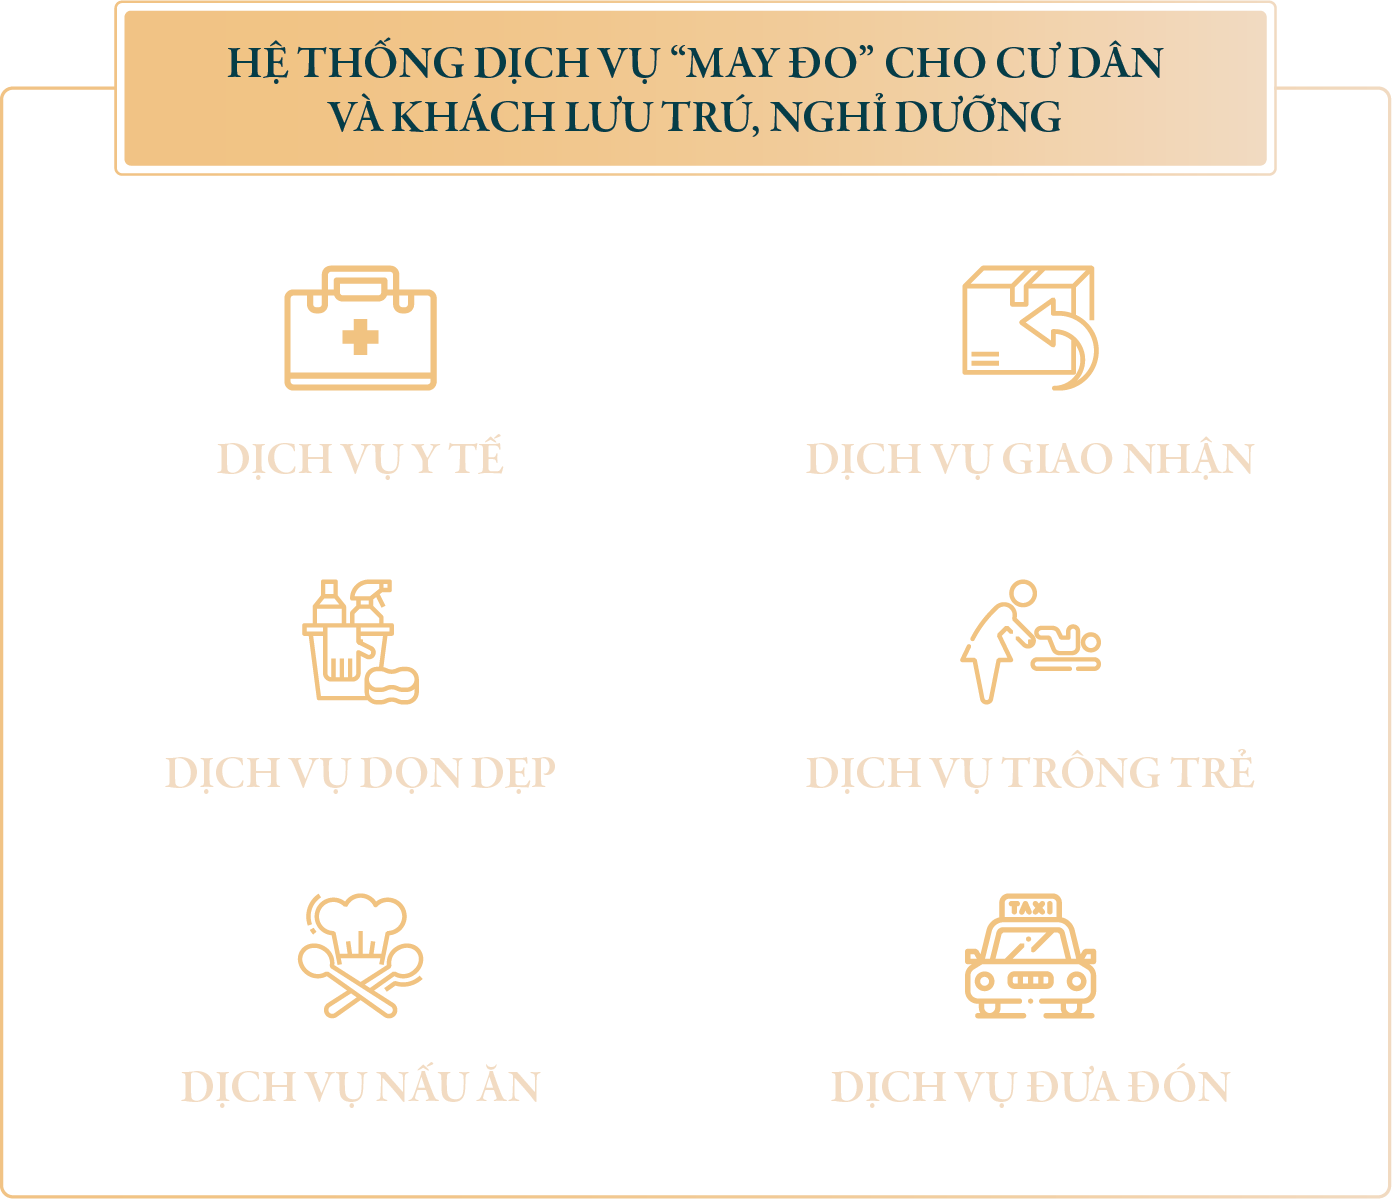 HỆ THỐNG DỊCH VỤ “MAY ĐO” CHO CƯ DÂN
VÀ KHÁCH LƯU TRÚ, NGHỈ DƯỠNG
DỊCH VỤ Y TẾ
DỊCH VỤ GIAO NHẬN
DỊCH VỤ DỌN DẸP
DỊCH VỤ TRÔNG TRẺ
TAXI
DỊCH VỤ NẤU ĂN
DỊCH VỤ ĐƯA ĐÓN